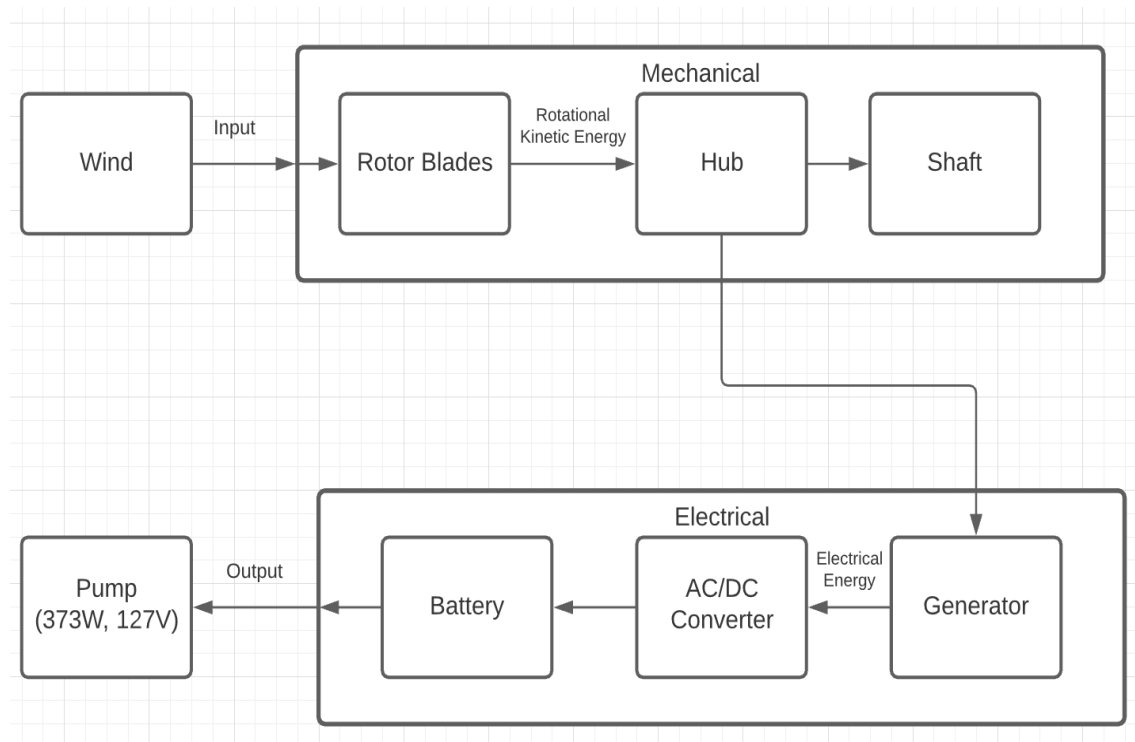 Mechanical
Wind
Input
Rotor Blades
Rotational
Kinetic Energy
Hub
Shaft
Electrical
Pump
(373W, 127V)
Output
Battery
AC/DC
Converter
Electrical
Energy
Generator